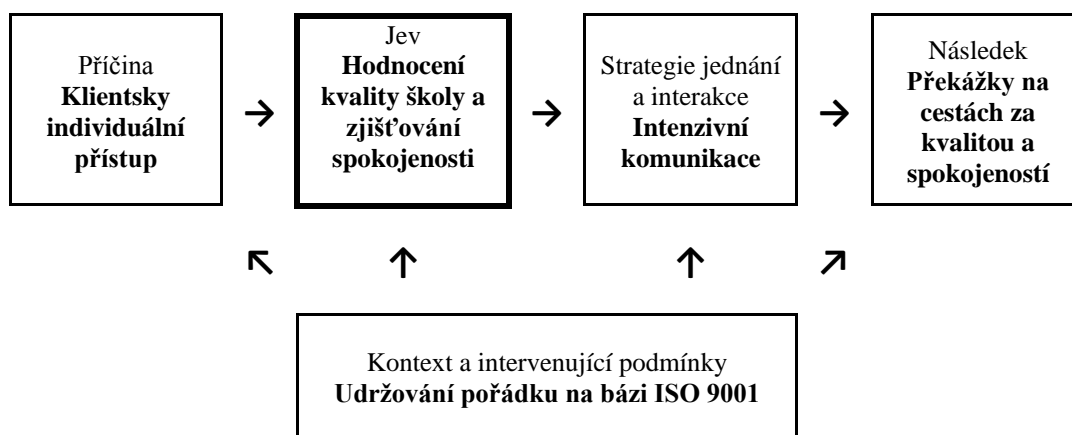 Příčina
Klientsky
individuální
přístup
Jev
Hodnocení
kvality školy a
zjišťování
spokojenosti
Strategie jednání
a interakce
Intenzivní
komunikace
Následek
Překážky na
cestách za
kvalitou a
spokojeností
Kontext a intervenující podmínky
Udržování pořádku na bázi ISO 9001